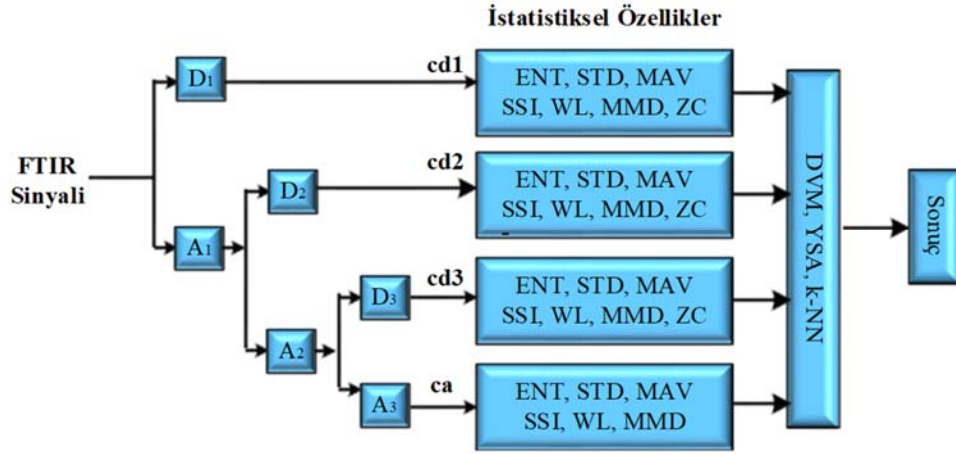 İstatistiksel Özellikler
cd1
D1
ENT, STD, MAV
SSI, WL, MMD, ZC
FTIR
Sinyali
cd2
D2
ENT, STD, MAV
SSI, WL, MMD, ZC
A1
cd3
D3
ENT, STD, MAV
SSI, WL, MMD, ZC
A2
ca
A3
ENT, STD, MAV
SSI, WL, MMD
DVM, YSA, k-NN
Sonuç